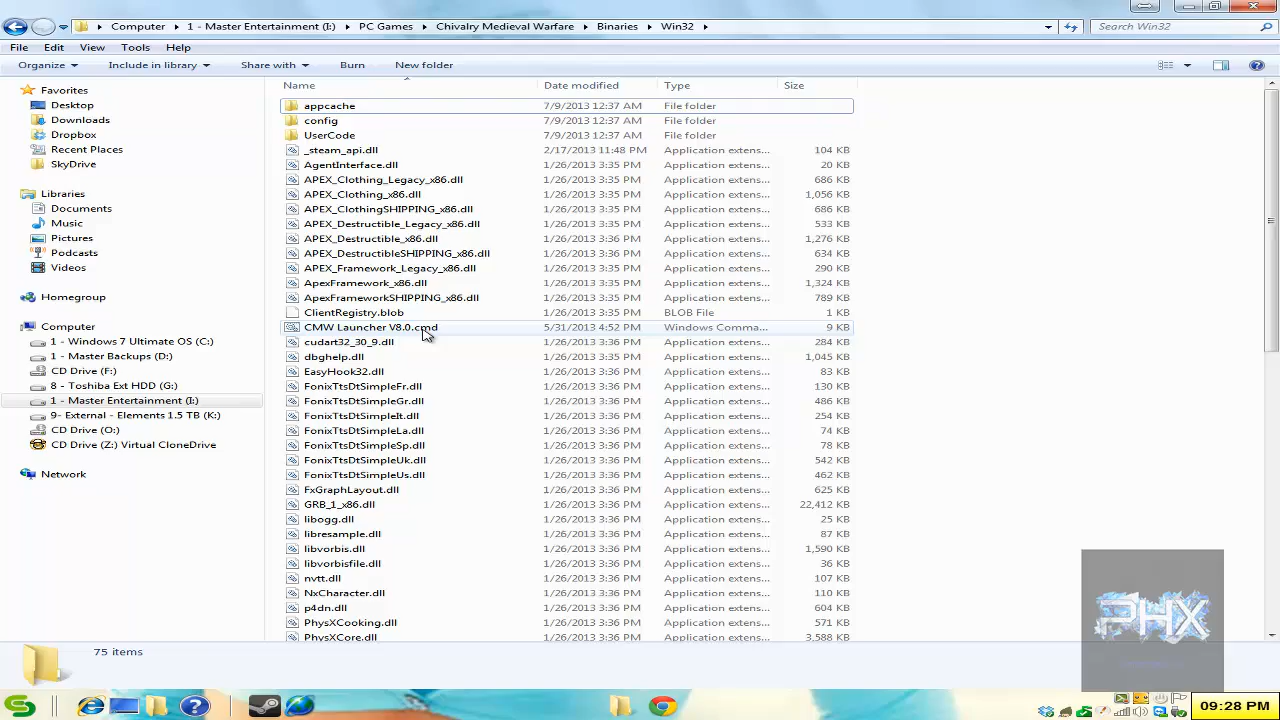 Computer 1 - Master Entertainment (I:) PC Games Chivalry Medieval Warfare Binaries Win32 Search Win32
File Edit View Tools Help
Organize Include in library Share with Burn New folder
Name Date modified Type Size
Favorites
Desktop
Downloads
Dropbox
Recent Places
SkyDrive
Libraries
Documents
Music
Pictures
Podcasts
Videos
Homegroup
Computer
1 - Windows 7 Ultimate OS (C:)
1 - Master Backups (D:)
CD Drive (F:)
8 - Toshiba Ext HDD (G:)
1 - Master Entertainment (I:)
9- External - Elements 1.5 TB (K:)
CD Drive (O:)
CD Drive (Z:) Virtual CloneDrive
Network
appcache 7/9/2013 12:37 AM File folder
config 7/9/2013 12:37 AM File folder
UserCode 7/9/2013 12:37 AM File folder
_steam_api.dll 2/17/2013 11:48 PM Application extens... 104 KB
AgentInterface.dll 1/26/2013 3:35 PM Application extens... 20 KB
APEX_Clothing_Legacy_x86.dll 1/26/2013 3:35 PM Application extens... 686 KB
APEX_Clothing_x86.dll 1/26/2013 3:35 PM Application extens... 1,056 KB
APEX_ClothingSHIPPING_x86.dll 1/26/2013 3:35 PM Application extens... 686 KB
APEX_Destructible_Legacy_x86.dll 1/26/2013 3:35 PM Application extens... 533 KB
APEX_Destructible_x86.dll 1/26/2013 3:36 PM Application extens... 1,276 KB
APEX_DestructibleSHIPPING_x86.dll 1/26/2013 3:36 PM Application extens... 634 KB
APEX_Framework_Legacy_x86.dll 1/26/2013 3:35 PM Application extens... 290 KB
ApexFramework_x86.dll 1/26/2013 3:35 PM Application extens... 1,324 KB
ApexFrameworkSHIPPING_x86.dll 1/26/2013 3:35 PM Application extens... 789 KB
ClientRegistry.blob 1/26/2013 3:35 PM BLOB File 1 KB
CMW Launcher V8.0.cmd 5/31/2013 4:52 PM Windows Comma... 9 KB
cudart32_30_9.dll 1/26/2013 3:36 PM Application extens... 284 KB
dbghelp.dll 1/26/2013 3:35 PM Application extens... 1,045 KB
EasyHook32.dll 1/26/2013 3:36 PM Application extens... 83 KB
FonixTtsDtSimpleFr.dll 1/26/2013 3:36 PM Application extens... 130 KB
FonixTtsDtSimpleGr.dll 1/26/2013 3:36 PM Application extens... 486 KB
FonixTtsDtSimpleIt.dll 1/26/2013 3:36 PM Application extens... 254 KB
FonixTtsDtSimpleLa.dll 1/26/2013 3:36 PM Application extens... 74 KB
FonixTtsDtSimpleSp.dll 1/26/2013 3:36 PM Application extens... 78 KB
FonixTtsDtSimpleUk.dll 1/26/2013 3:36 PM Application extens... 542 KB
FonixTtsDtSimpleUs.dll 1/26/2013 3:36 PM Application extens... 462 KB
FxGraphLayout.dll 1/26/2013 3:36 PM Application extens... 625 KB
GRB_1_x86.dll 1/26/2013 3:36 PM Application extens... 22,412 KB
libogg.dll 1/26/2013 3:36 PM Application extens... 25 KB
libresample.dll 1/26/2013 3:36 PM Application extens... 87 KB
libvorbis.dll 1/26/2013 3:36 PM Application extens... 1,590 KB
libvorbisfile.dll 1/26/2013 3:36 PM Application extens... 36 KB
nvtt.dll 1/26/2013 3:36 PM Application extens... 107 KB
NxCharacter.dll 1/26/2013 3:36 PM Application extens... 110 KB
p4dn.dll 1/26/2013 3:36 PM Application extens... 604 KB
PhysXCooking.dll 1/26/2013 3:36 PM Application extens... 571 KB
PhysXCore.dll 1/26/2013 3:36 PM Application extens... 3,588 KB
75 items
PHX
09:28 PM